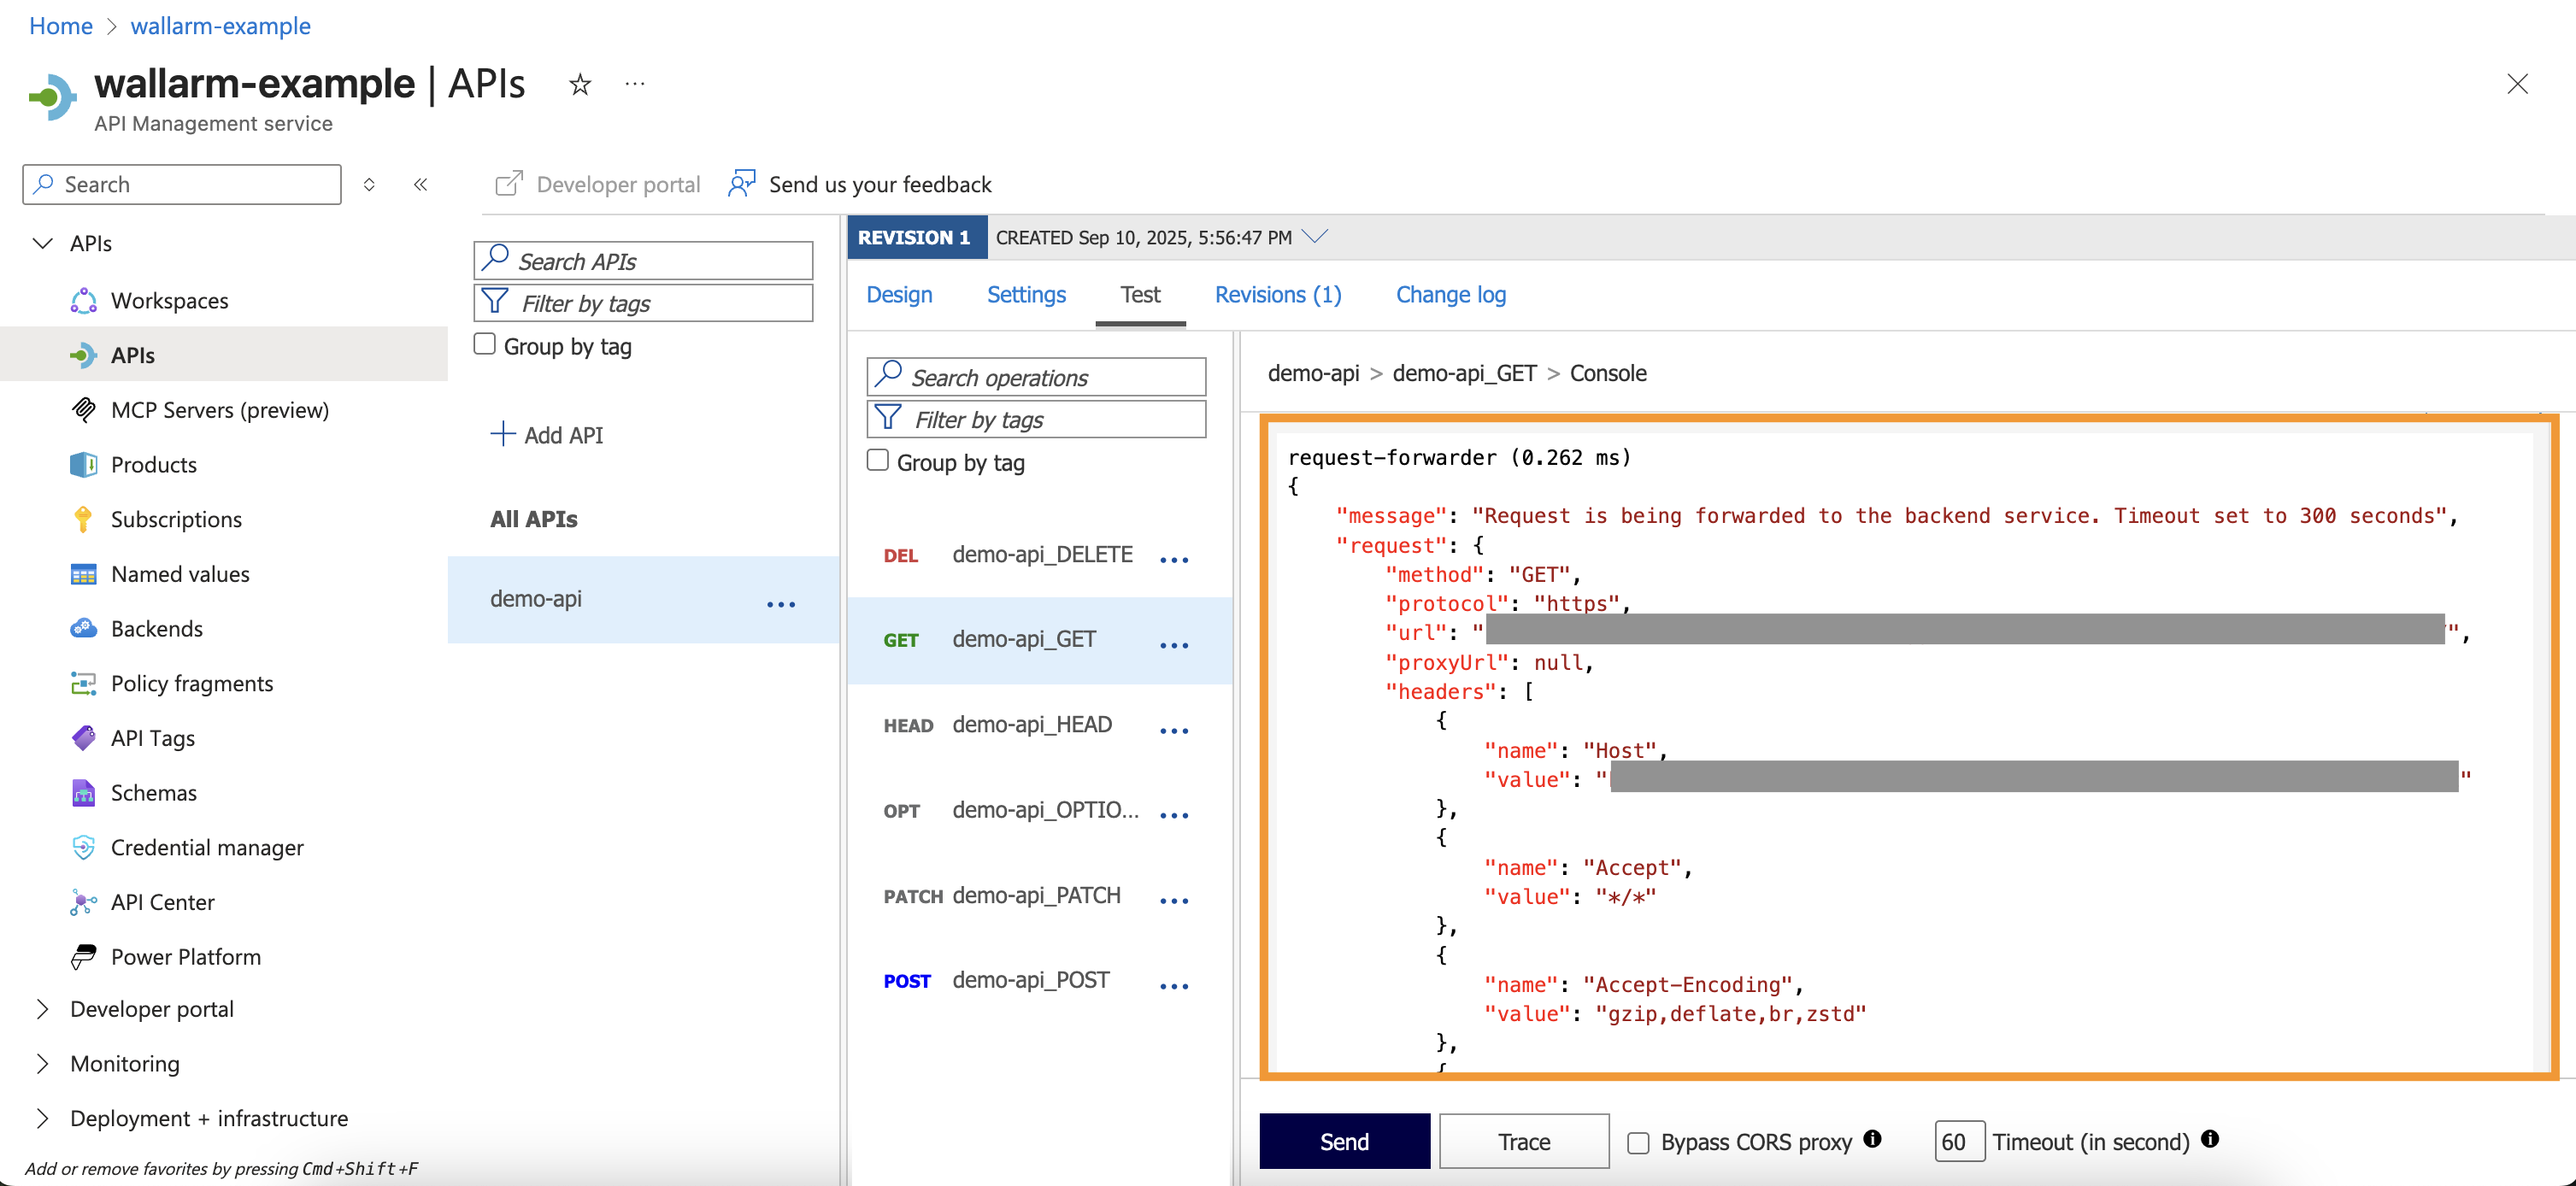 Home > wallarm-example
wallarm-example | APIs
API Management service
Search
APIs
Workspaces
APIs
MCP Servers (preview)
Products
Subscriptions
Named values
Backends
Policy fragments
API Tags
Schemas
Credential manager
API Center
Power Platform
Developer portal
Monitoring
Deployment + infrastructure
Add or remove favorites by pressing Cmd+Shift+F
Developer portal
Send us your feedback
Search APIs
Filter by tags
Group by tag
+ Add API
All APIs
demo-api
REVISION 1 CREATED Sep 10, 2025, 5:56:47 PM
Design Settings Test Revisions (1) Change log
Search operations
Filter by tags
Group by tag
DEL demo-api_DELETE
GET demo-api_GET
HEAD demo-api_HEAD
OPT demo-api_OPTIO...
PATCH demo-api_PATCH
POST demo-api_POST
demo-api > demo-api_GET > Console
request-forwarder (0.262 ms)
{
"message": "Request is being forwarded to the backend service. Timeout set to 300 seconds",
"request": {
"method": "GET",
"protocol": "https",
"url": "",
"proxyUrl": null,
"headers": [
{
"name": "Host",
"value": ""
},
{
"name": "Accept",
"value": "*/*"
},
{
"name": "Accept-Encoding",
"value": "gzip,deflate,br,zstd"
},
{
Send Trace Bypass CORS proxy 60 Timeout (in second)